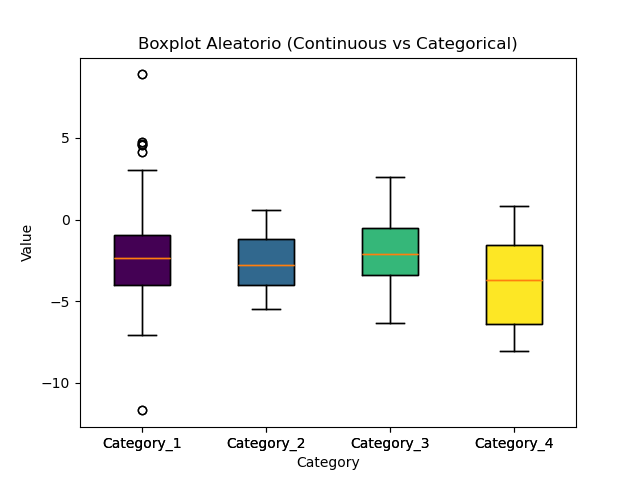 Boxplot Aleatorio (Continuous vs Categorical)
Value
5
0
−5
−10
Category_1 Category_2 Category_3 Category_4
Category